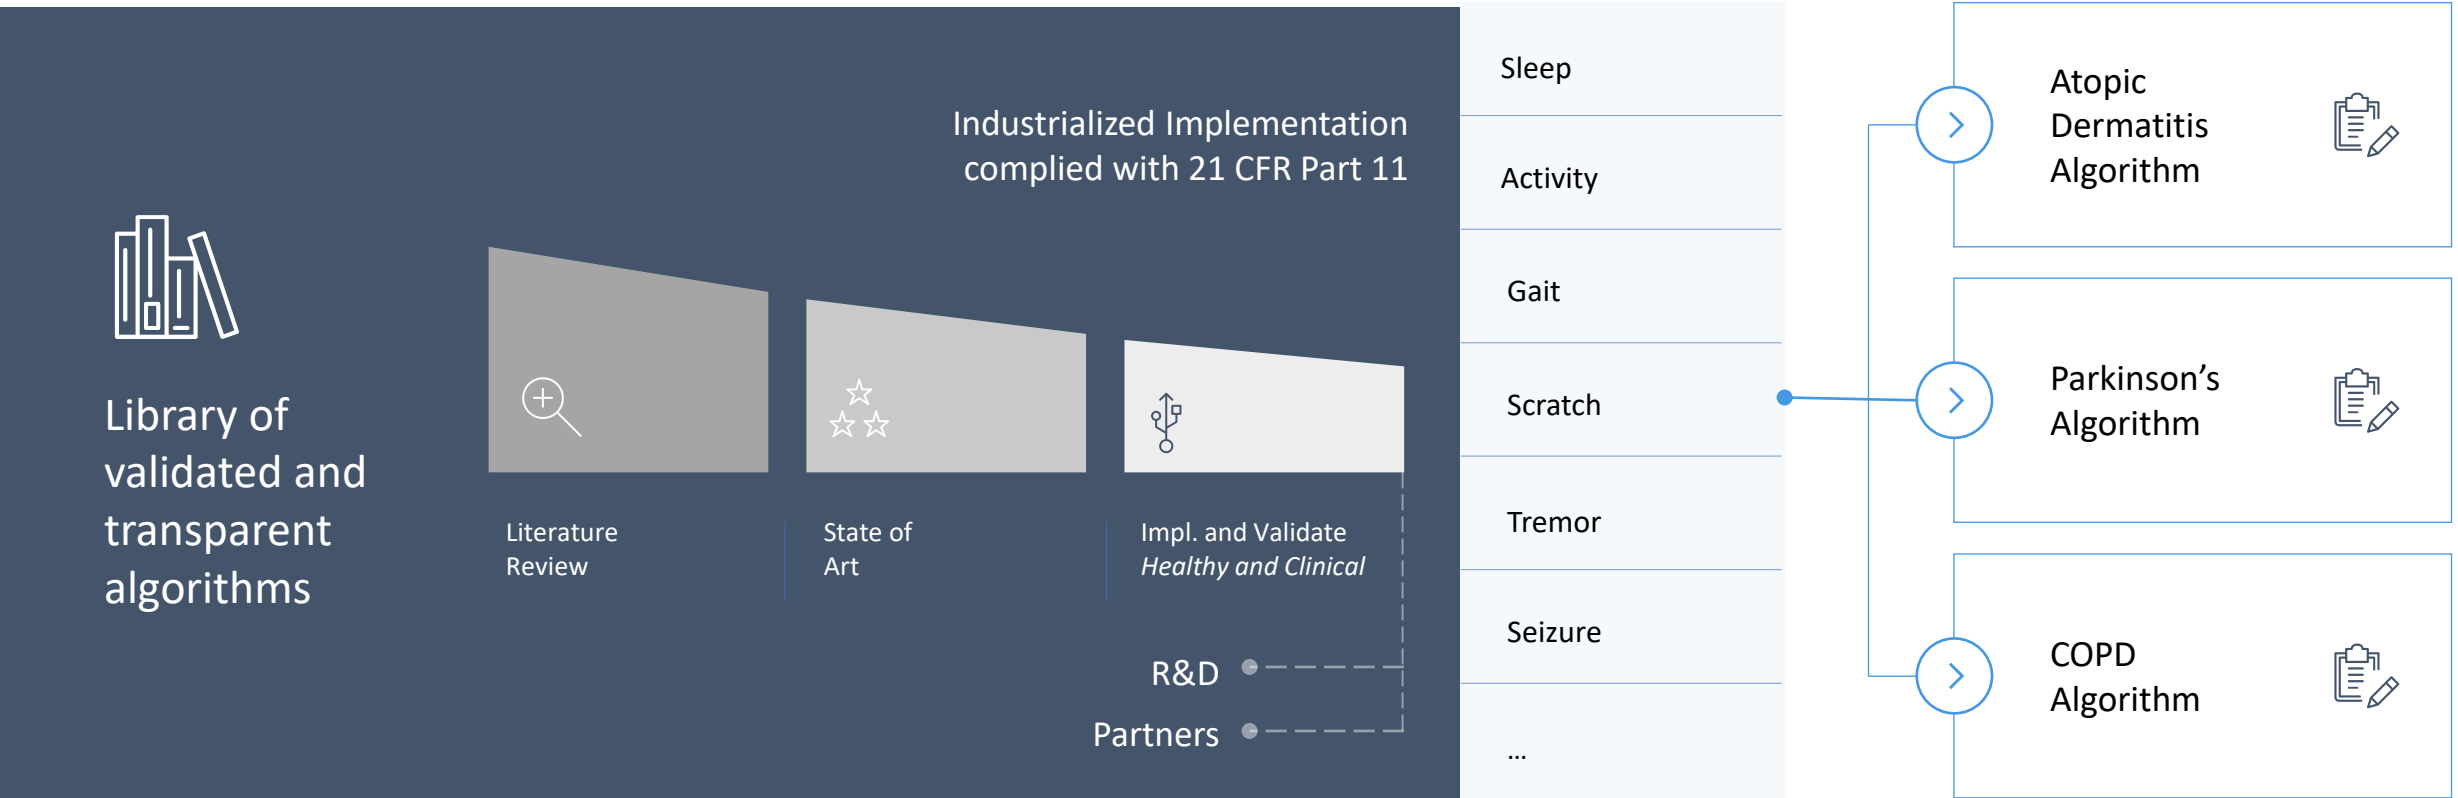 Library of
validated and
transparent
algorithms
Industrialized Implementation
complied with 21 CFR Part 11
Literature
Review
State of
Art
Impl. and Validate
Healthy and Clinical
R&D
Partners
Sleep
Activity
Gait
Scratch
Tremor
Seizure
...
Atopic
Dermatitis
Algorithm
Parkinson’s
Algorithm
COPD
Algorithm